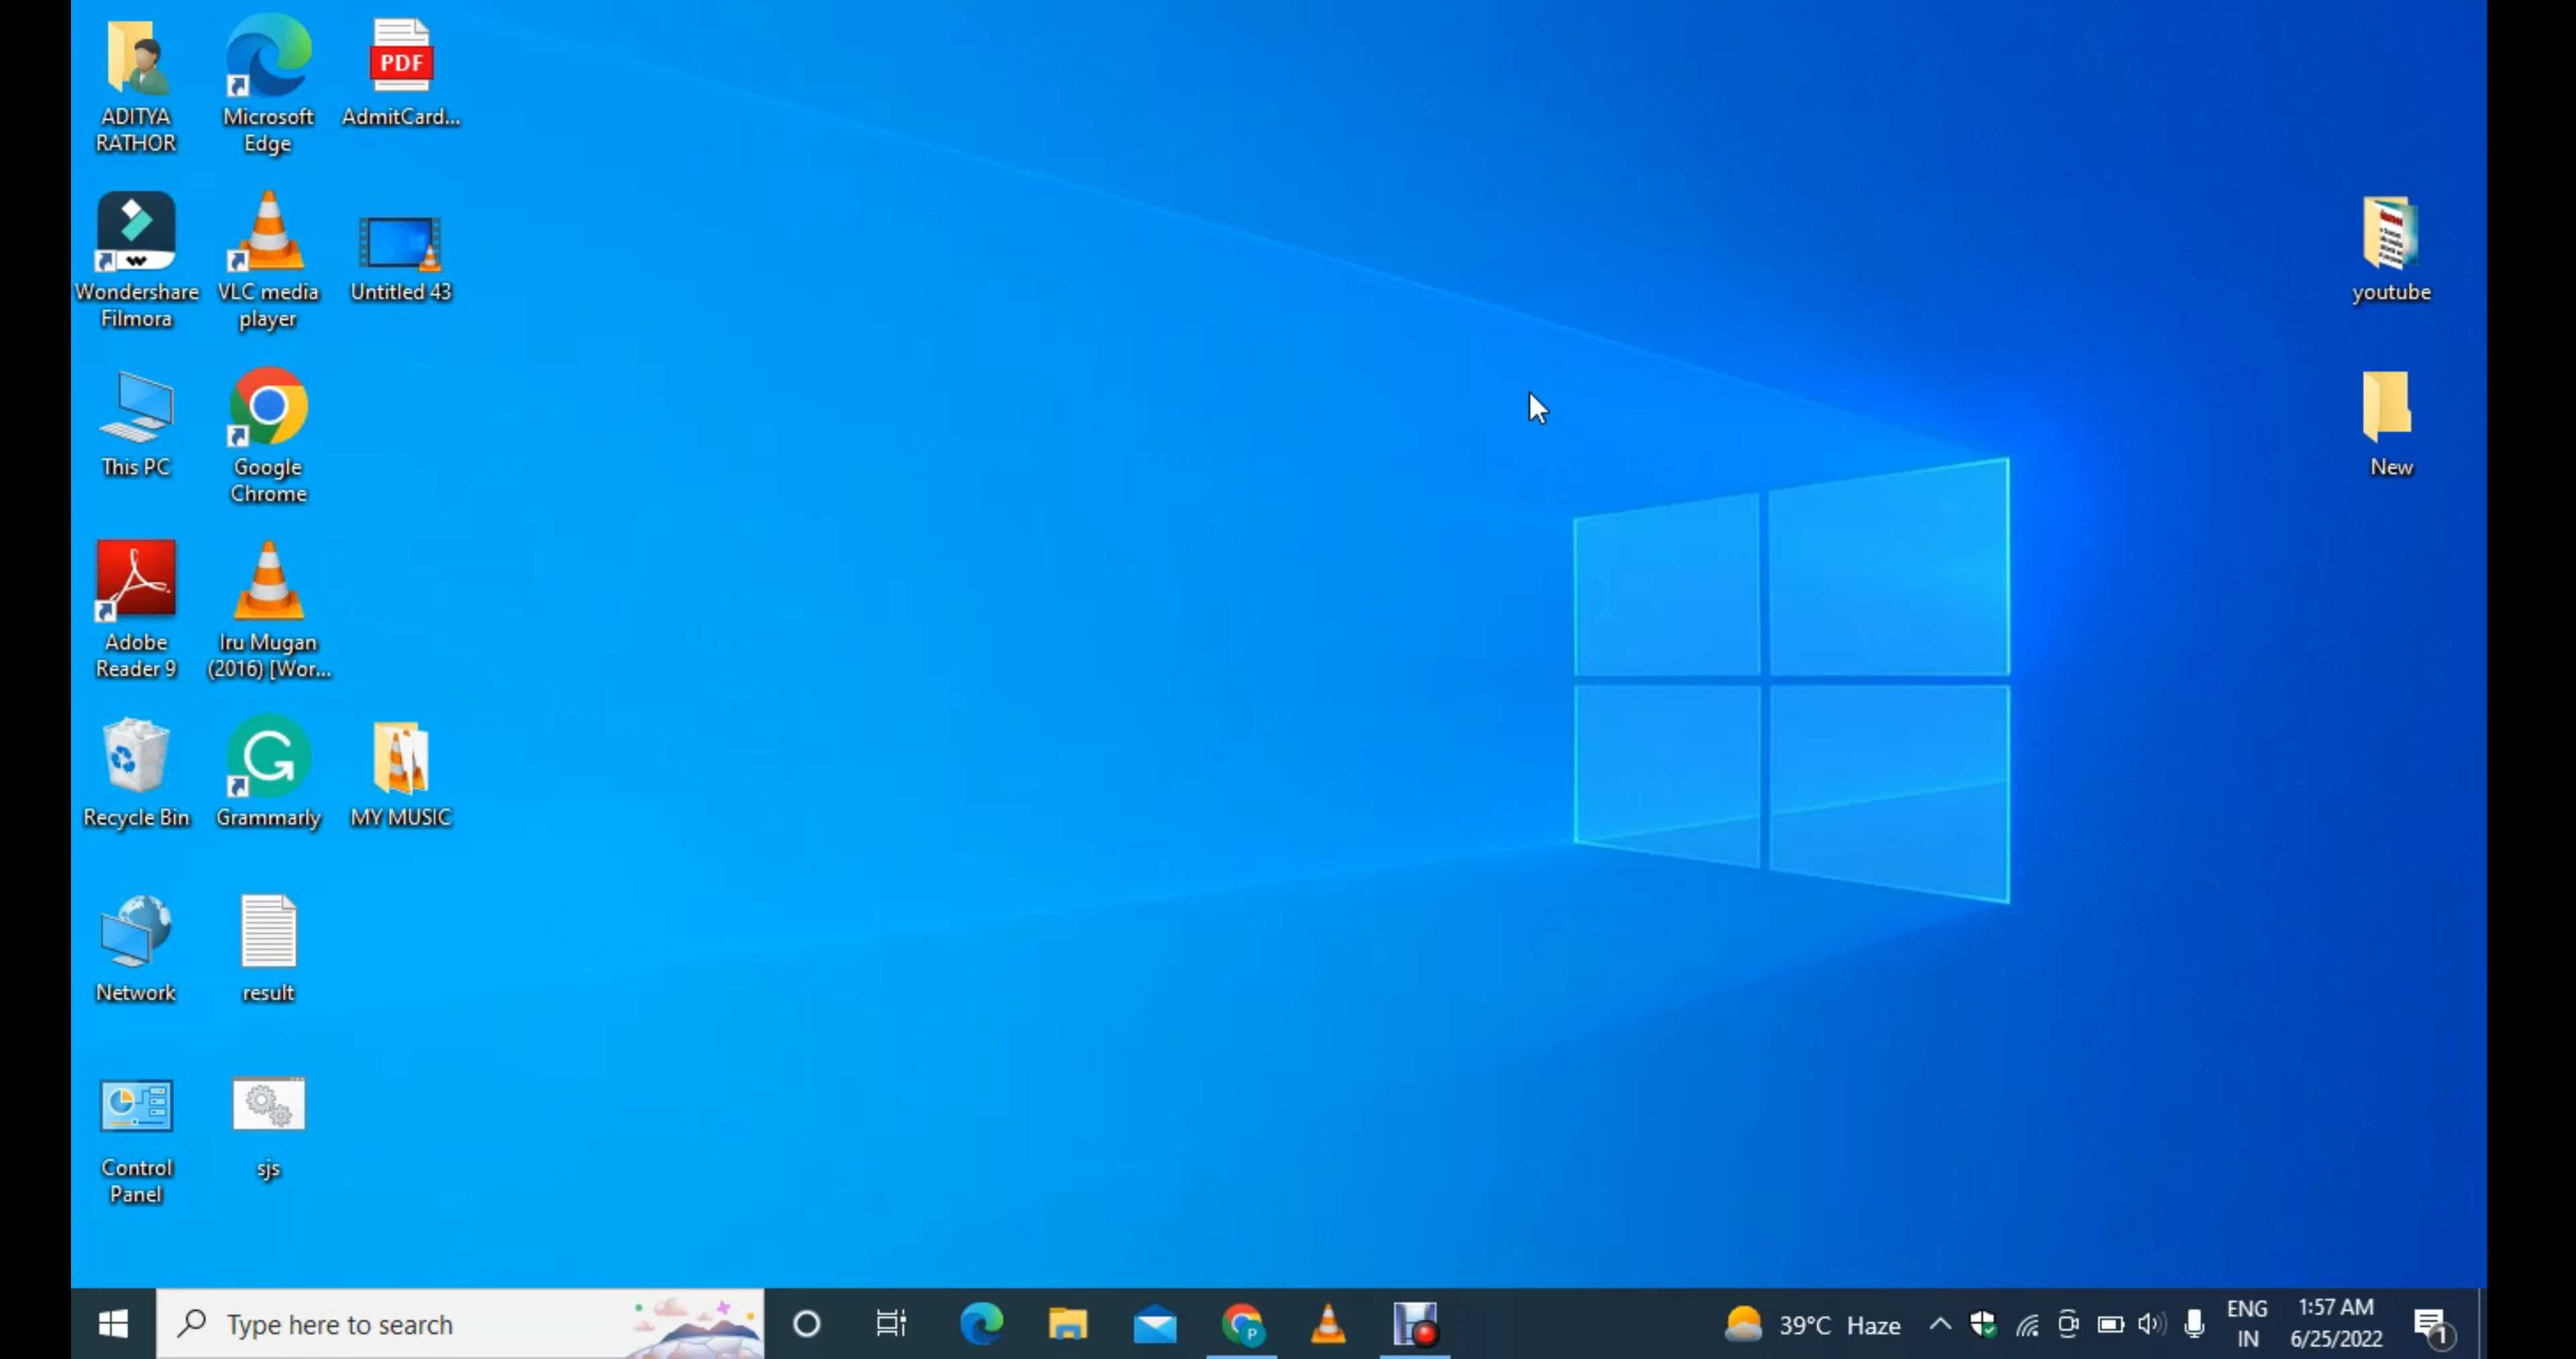 ADITYA
RATHOR
Microsoft
Edge
PDF
AdmitCard...
Wondershare
Filmora
VLC media
player
Untitled 43
youtube
This PC
Google
Chrome
New
Adobe
Reader 9
Iru Mugan
(2016) [Wor...
Recycle Bin
Grammarly
MY MUSIC
Network
result
Control
Panel
sjs
Type here to search
P
39°C Haze
ENG
IN
1:57 AM
6/25/2022
1